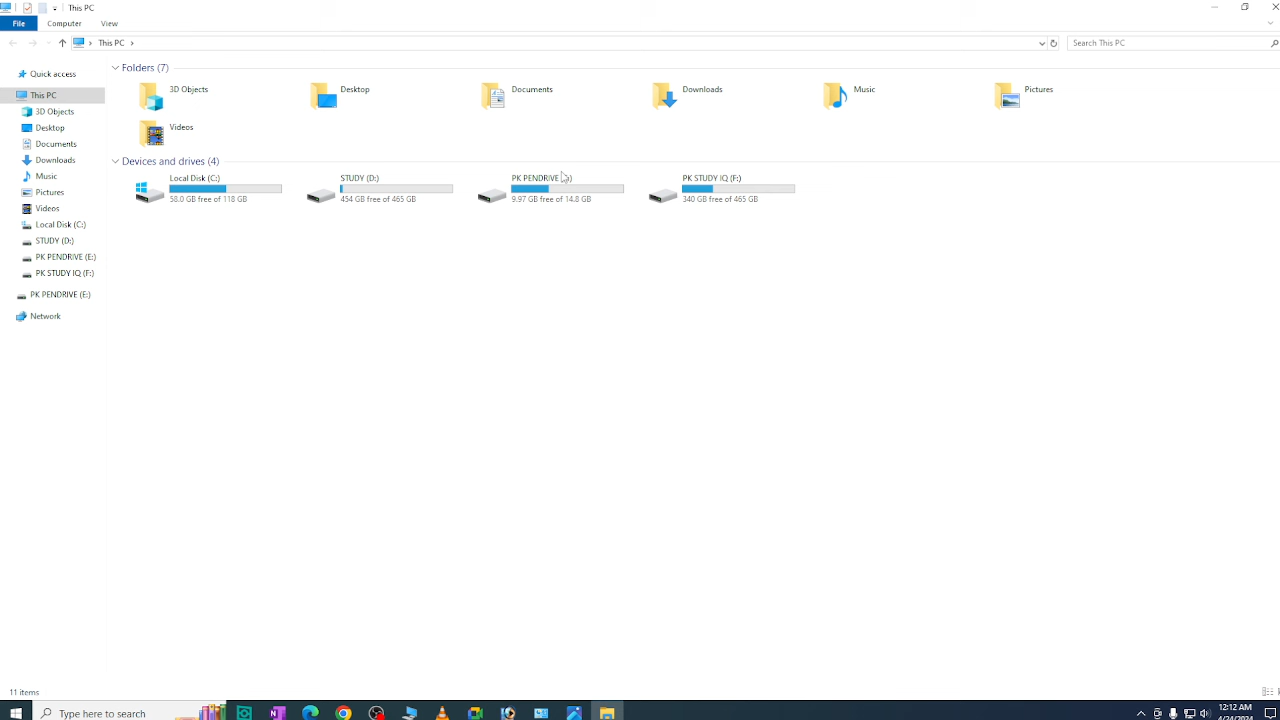 This PC
File Computer View
This PC
Search This PC
Quick access
This PC
3D Objects
Desktop
Documents
Downloads
Music
Pictures
Videos
Local Disk (C:)
STUDY (D:)
PK PENDRIVE (E:)
PK STUDY IQ (F:)
PK PENDRIVE (E:)
Network
Folders (7)
3D Objects
Desktop
Documents
Downloads
Music
Pictures
Videos
Devices and drives (4)
Local Disk (C:)
58.0 GB free of 118 GB
STUDY (D:)
454 GB free of 465 GB
PK PENDRIVE
9.97 GB free of 14.8 GB
PK STUDY IQ (F:)
340 GB free of 465 GB
11 items
Type here to search
12:12 AM
4/24/2024